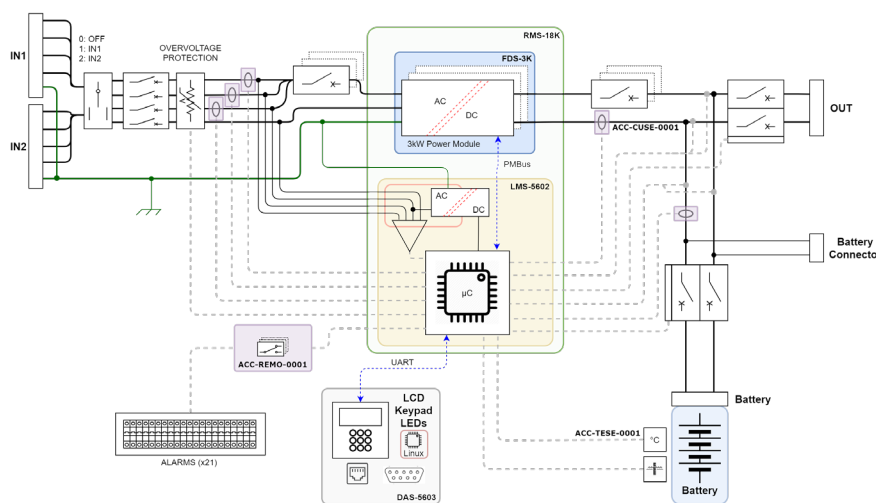 RMS-18K
IN1
0: OFF
1: IN1
2: IN2
OVERVOLTAGE
PROTECTION
FDS-3K
AC
DC
3kW Power Module
ACC-CUSE-0001
OUT
IN2
PMBus
LMS-5602
AC
DC
Battery
Connector
µC
ACC-REMO-0001
UART
LCD
Keypad
LEDs
Linux
DAS-5603
ALARMS (x21)
Battery
ACC-TESE-0001
°C
Battery